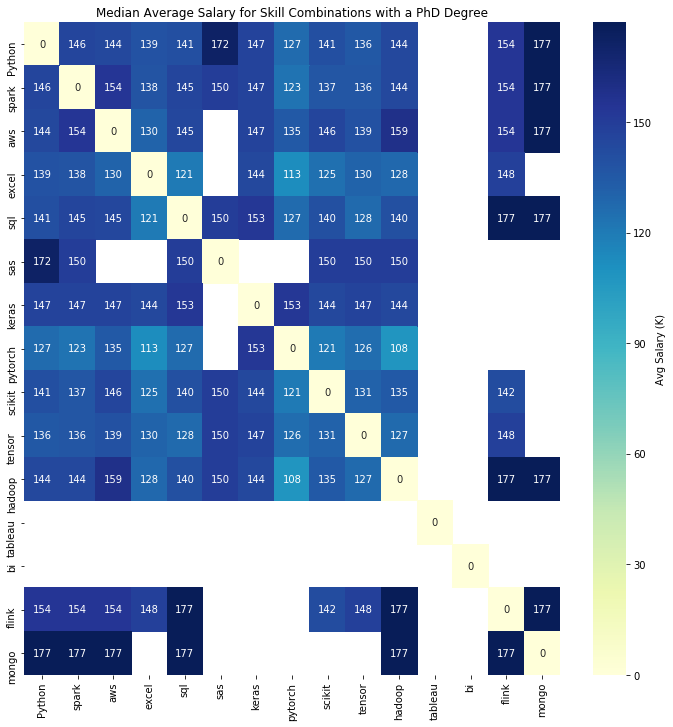 Median Average Salary for Skill Combinations with a PhD Degree
Python 0 146 144 139 141 172 147 127 141 136 144 154 177
spark 146 0 154 138 145 150 147 123 137 136 144 154 177
aws 144 154 0 130 145 147 135 146 139 159 154 177
excel 139 138 130 0 121 144 113 125 130 128 148
sql 141 145 145 121 0 150 153 127 140 128 140 177 177
sas 172 150 150 0 150 150 150
keras 147 147 147 144 153 0 153 144 147 144
pytorch 127 123 135 113 127 153 0 121 126 108
scikit 141 137 146 125 140 150 144 121 0 131 135 142
tensor 136 136 139 130 128 150 147 126 131 0 127 148
hadoop 144 144 159 128 140 150 144 108 135 127 0 177 177
tableau 0
bi 0
flink 154 154 154 148 177 142 148 177 0 177
mongo 177 177 177 177 177 177 0
Python spark aws excel sql sas keras pytorch scikit tensor hadoop tableau bi flink mongo
150
120
90
60
30
0
Avg Salary (K)